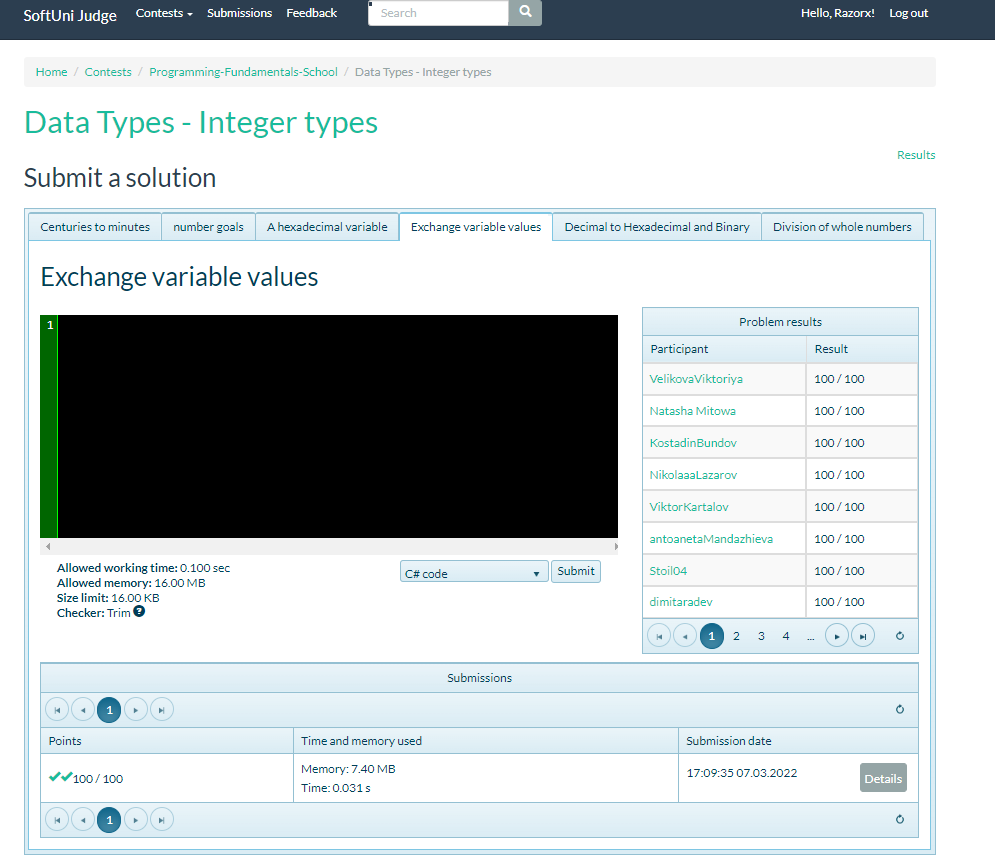 SoftUni Judge Contests Submissions Feedback Search Hello, Razorx! Log out
Home / Contests / Programming-Fundamentals-School / Data Types - Integer types
Data Types - Integer types
Results
Submit a solution
Centuries to minutes number goals A hexadecimal variable Exchange variable values Decimal to Hexadecimal and Binary Division of whole numbers
Exchange variable values
1
Allowed working time: 0.100 sec
Allowed memory: 16.00 MB
Size limit: 16.00 KB
Checker: Trim ?
C# code Submit
Problem results
Participant Result
VelikovaViktoriya 100 / 100
Natasha Mitowa 100 / 100
KostadinBundov 100 / 100
NikolaaaLazarov 100 / 100
ViktorKartalov 100 / 100
antoanetaMandazhieva 100 / 100
Stoil04 100 / 100
dimitaradev 100 / 100
1 2 3 4 ...
Submissions
1
Points Time and memory used Submission date
100 / 100 Memory: 7.40 MB 17:09:35 07.03.2022 Details
Time: 0.031 s
1